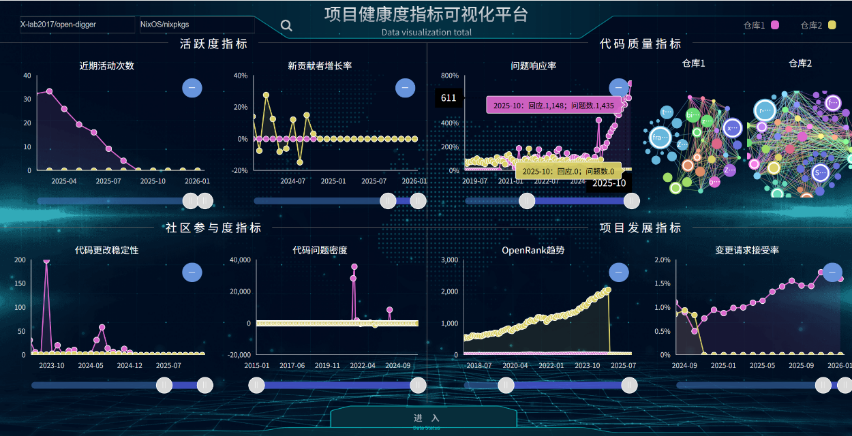 项目健康度指标可视化平台
Data visualization total
X-lab2017/open-digger
NixOS/nixpkgs
仓库1
仓库2
活跃度指标
代码质量指标
近期活动次数
40
30
20
10
0
2025-04
2025-07
2025-10
2026-01
新贡献者增长率
40%
20%
0%
-20%
2024-07
2025-01
2025-07
2026-01
问题响应率
800%
611
400%
200%
0%
2025-10：回应.1,148；问题数.1,435
2025-10：回应.0；问题数.0
2019-07
2021-01
2022-07
2024
2025-10
仓库1
仓库2
社区参与度指标
项目发展指标
代码更改稳定性
200
150
100
50
0
2023-10
2024-05
2024-12
2025-07
代码问题密度
40,000
20,000
0
-20,000
2015-01
2017-06
2019-11
2022-04
2024-09
OpenRank趋势
3,000
2,000
1,000
0
2018-07
2020-04
2022-01
2023-10
2025-07
变更请求接受率
2.0%
1.5%
1.0%
0.5%
0%
2024-09
2025-01
2025-05
2025-09
2026-01
进 入